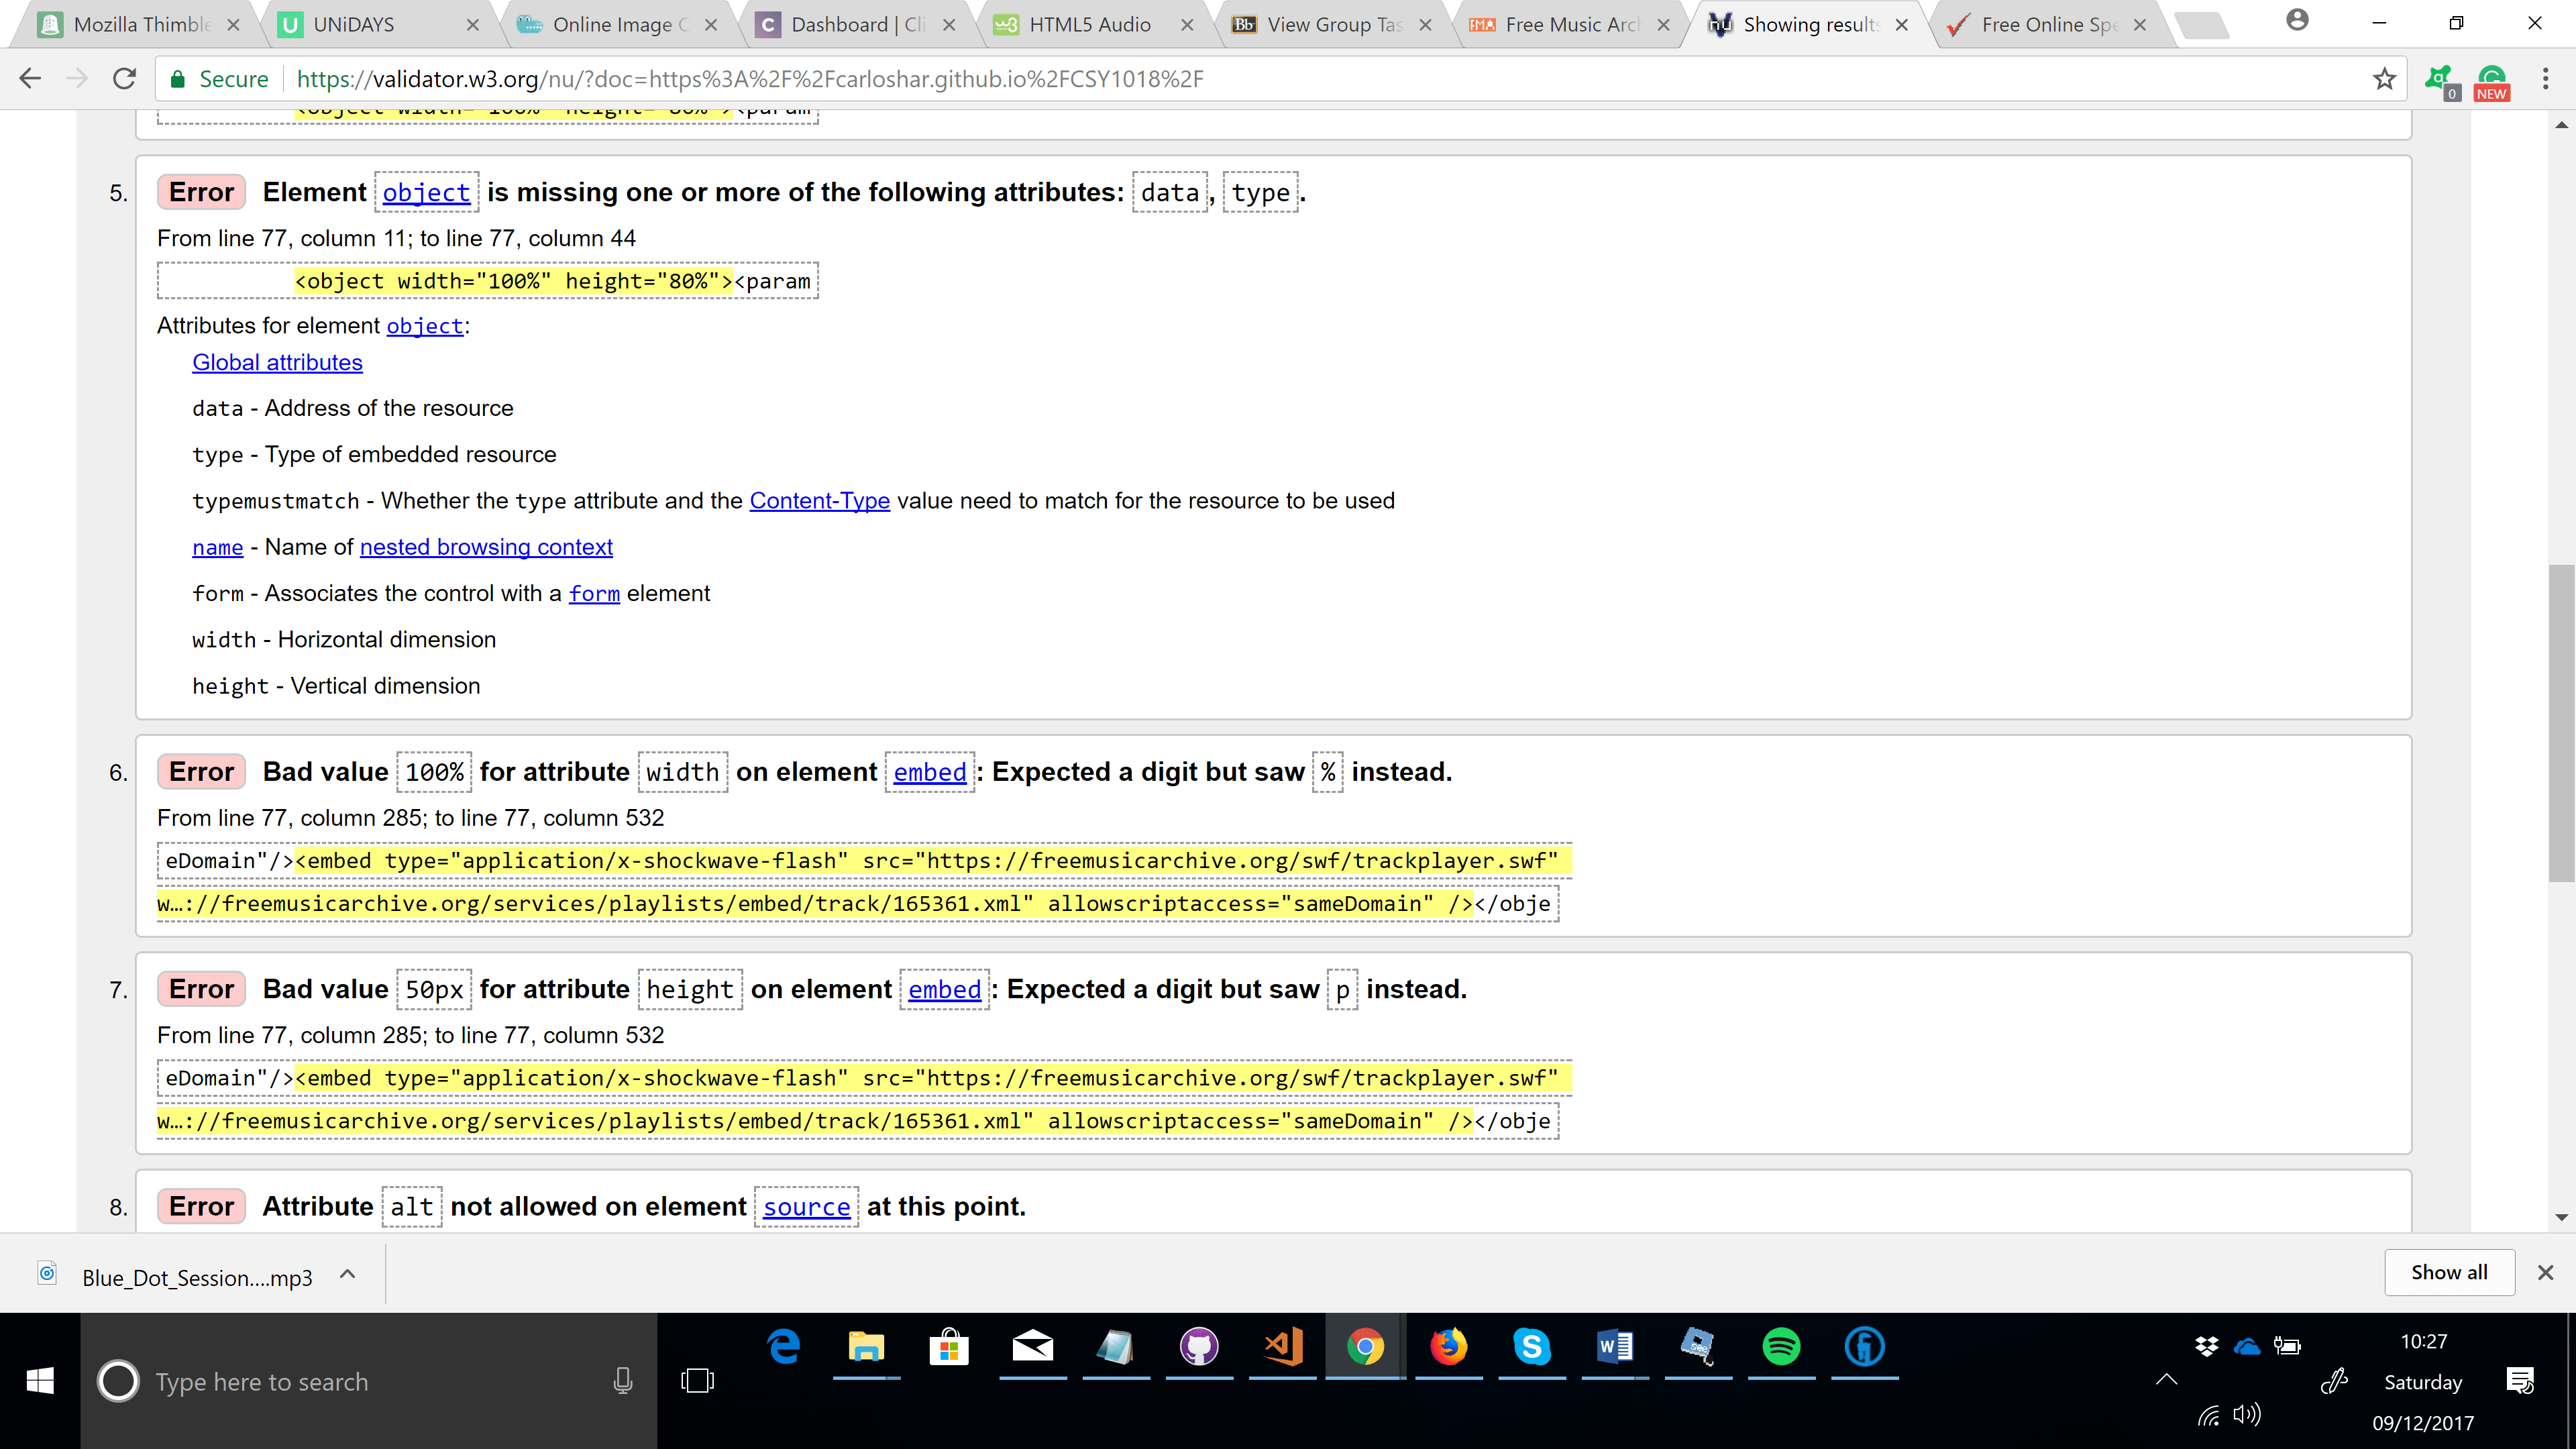 Mozilla Thimble
UNiDAYS
Online Image C
Dashboard | Cli
HTML5 Audio
View Group Tas
Free Music Arch
Showing results
Free Online Spe
Secure https://validator.w3.org/nu/?doc=https%3A%2F%2Fcarloshar.github.io%2FCSY1018%2F
0
NEW
<object width="100%" height="80%"><param
5. Error Element object is missing one or more of the following attributes: data, type.
From line 77, column 11; to line 77, column 44
<object width="100%" height="80%"><param
Attributes for element object:
Global attributes
data - Address of the resource
type - Type of embedded resource
typemustmatch - Whether the type attribute and the Content-Type value need to match for the resource to be used
name - Name of nested browsing context
form - Associates the control with a form element
width - Horizontal dimension
height - Vertical dimension
6. Error Bad value 100% for attribute width on element embed: Expected a digit but saw % instead.
From line 77, column 285; to line 77, column 532
eDomain"/><embed type="application/x-shockwave-flash" src="https://freemusicarchive.org/swf/trackplayer.swf"
w…://freemusicarchive.org/services/playlists/embed/track/165361.xml" allowscriptaccess="sameDomain" /></obje
7. Error Bad value 50px for attribute height on element embed: Expected a digit but saw p instead.
From line 77, column 285; to line 77, column 532
eDomain"/><embed type="application/x-shockwave-flash" src="https://freemusicarchive.org/swf/trackplayer.swf"
w…://freemusicarchive.org/services/playlists/embed/track/165361.xml" allowscriptaccess="sameDomain" /></obje
8. Error Attribute alt not allowed on element source at this point.
Blue_Dot_Session....mp3
Show all
Type here to search
10:27
Saturday
09/12/2017